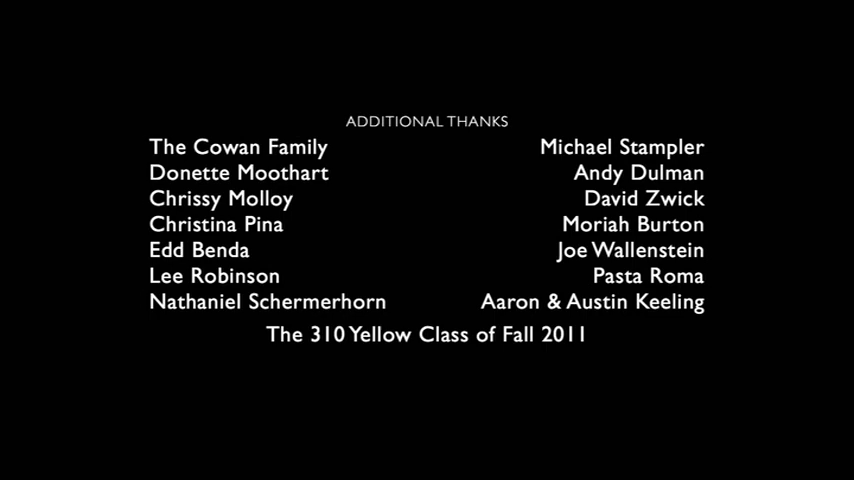 ADDITIONAL THANKS
The Cowan Family Michael Stampler
Donette Moothart Andy Dulman
Chrissy Molloy David Zwick
Christina Pina Moriah Burton
Edd Benda Joe Wallenstein
Lee Robinson Pasta Roma
Nathaniel Schermerhorn Aaron & Austin Keeling
The 310 Yellow Class of Fall 2011